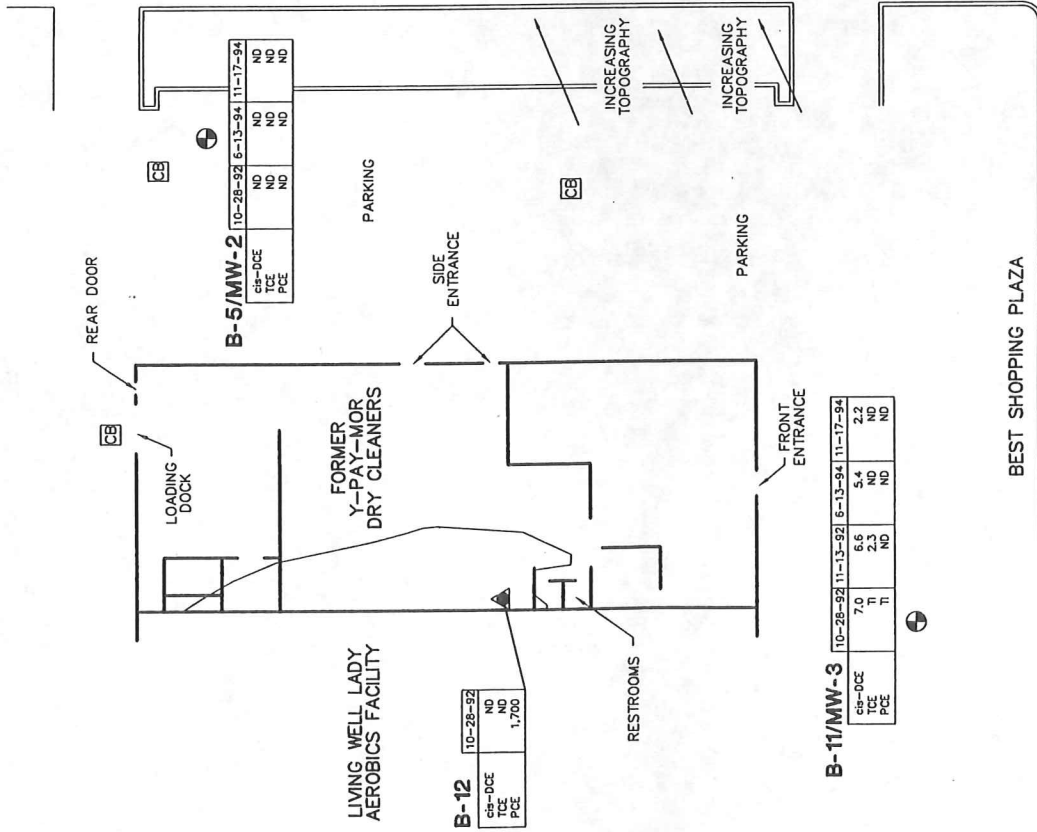 REAR DOOR
CB
CB
LOADING
DOCK
B-5/MW-2
10-28-92 6-13-94 11-17-94
cis-DCE ND ND ND
TCE ND ND ND
PCE ND ND ND
INCREASING
TOPOGRAPHY
INCREASING
TOPOGRAPHY
PARKING
SIDE
ENTRANCE
FORMER
Y-PAY-MOR
DRY CLEANERS
CB
PARKING
LIVING WELL LADY
AEROBICS FACILITY
B-12
10-28-92
cis-DCE ND
TCE ND
PCE 1,700
RESTROOMS
FRONT
ENTRANCE
B-11/MW-3
10-28-92 11-13-92 6-13-94 11-17-94
cis-DCE 7.0 6.6 5.4 2.2
TCE TI 2.3 ND ND
PCE TI ND ND ND
BEST SHOPPING PLAZA